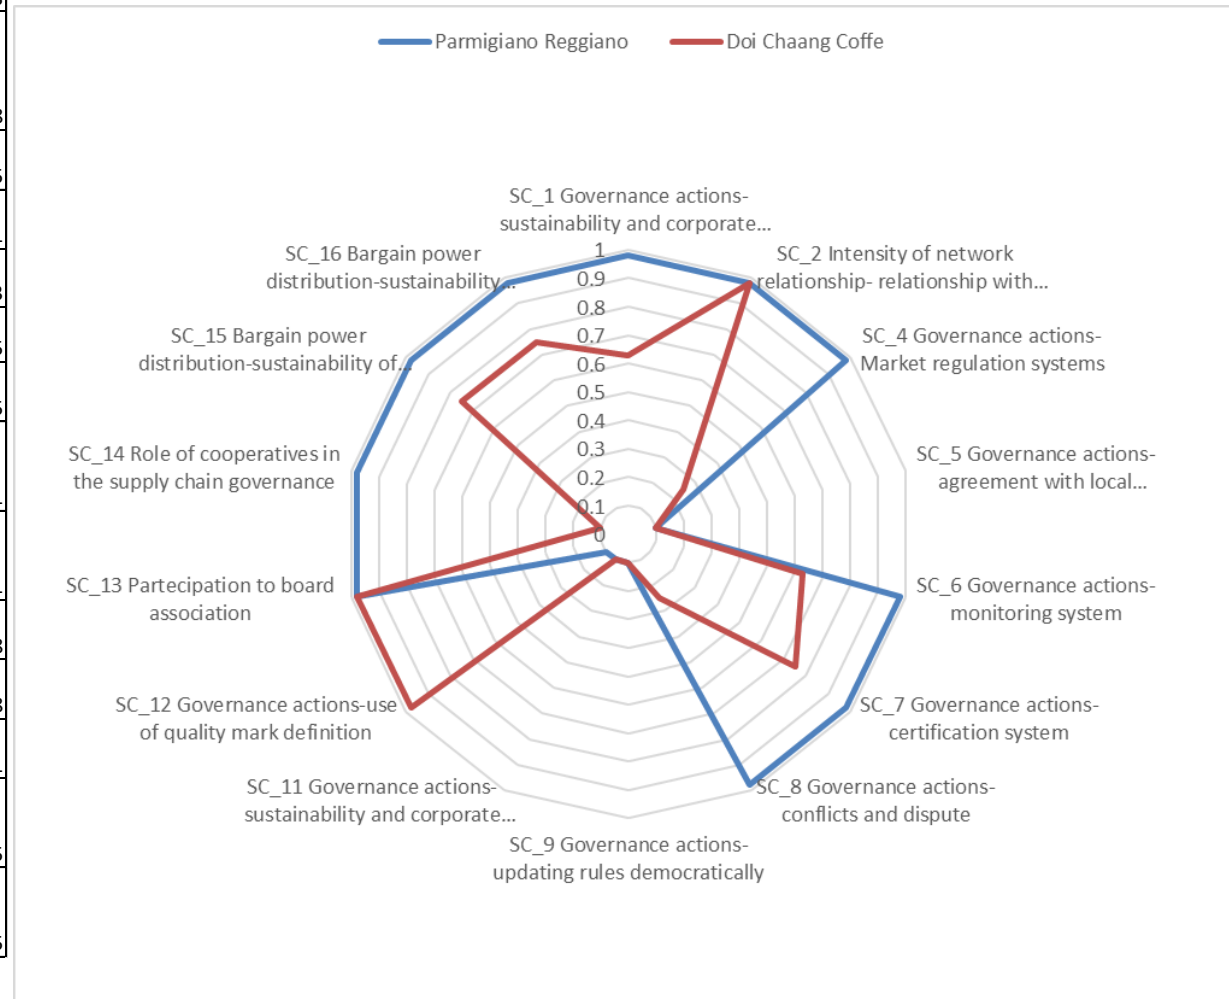 Parmigiano Reggiano
Doi Chaang Coffe
SC_1 Governance actions-
sustainability and corporate...
SC_2 Intensity of network
relationship- relationship with...
SC_4 Governance actions-
Market regulation systems
SC_5 Governance actions-
agreement with local...
SC_6 Governance actions-
monitoring system
SC_7 Governance actions-
certification system
SC_8 Governance actions-
conflicts and dispute
SC_9 Governance actions-
updating rules democratically
SC_11 Governance actions-
sustainability and corporate...
SC_12 Governance actions-use
of quality mark definition
SC_13 Partecipation to board
association
SC_14 Role of cooperatives in
the supply chain governance
SC_15 Bargain power
distribution-sustainability of...
SC_16 Bargain power
distribution-sustainability...
1
0.9
0.8
0.7
0.6
0.5
0.4
0.3
0.2
0.1
0